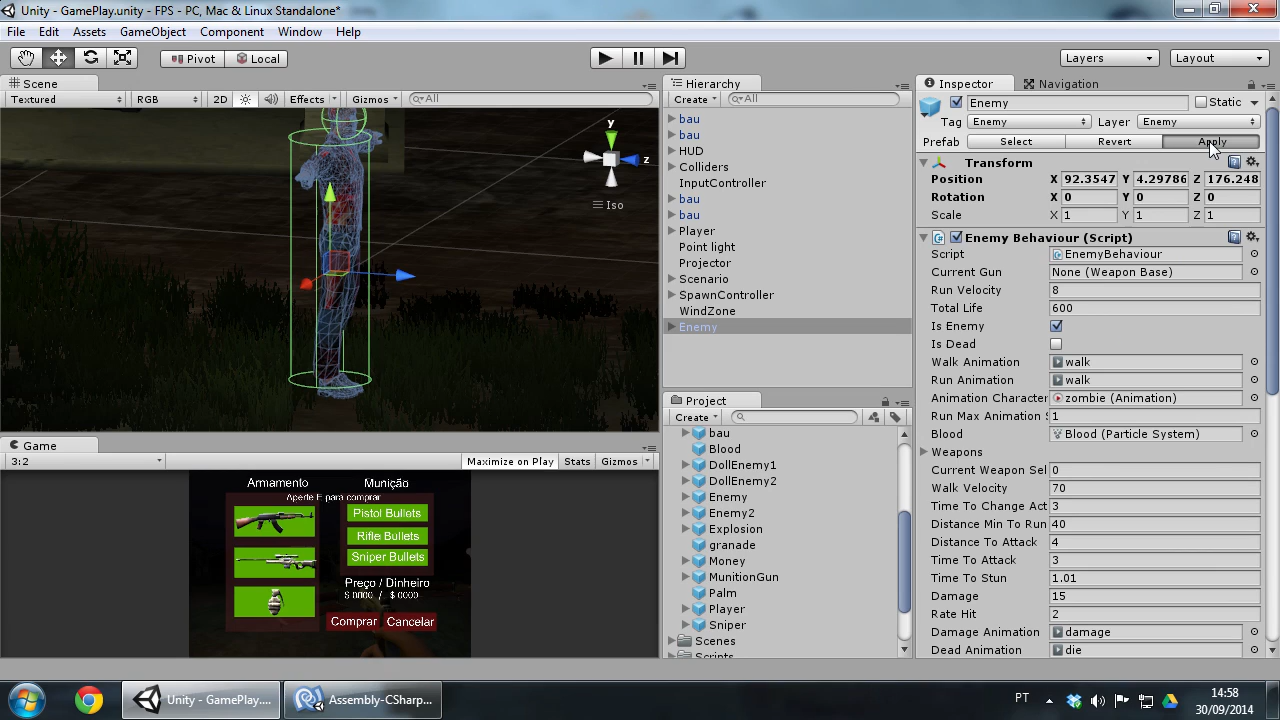 Unity - GamePlay.unity - FPS - PC, Mac & Linux Standalone*
File Edit Assets GameObject Component Window Help
Pivot Local Layers Layout
Scene
Textured RGB 2D Effects Gizmos All
y
z
Iso
Game
3:2 Maximize on Play Stats Gizmos
Armamento Munição
Aperte E para comprar
Pistol Bullets
Rifle Bullets
Sniper Bullets
Preço / Dinheiro
$ 0000 / $ 0000
Comprar Cancelar
Hierarchy
Create All
bau
bau
HUD
Colliders
InputController
bau
bau
Player
Point light
Projector
Scenario
SpawnController
WindZone
Enemy
Project
Create
bau
Blood
DollEnemy1
DollEnemy2
Enemy
Enemy2
Explosion
granade
Money
MunitionGun
Palm
Player
Sniper
Scenes
Scripts
Inspector Navigation
Enemy Static
Tag Enemy Layer Enemy
Prefab Select Revert Apply
Transform
Position X 92.3547 Y 4.29786 Z 176.248
Rotation X 0 Y 0 Z 0
Scale X 1 Y 1 Z 1
Enemy Behaviour (Script)
Script EnemyBehaviour
Current Gun None (Weapon Base)
Run Velocity 8
Total Life 600
Is Enemy
Is Dead
Walk Animation walk
Run Animation walk
Animation Character zombie (Animation)
Run Max Animation S 1
Blood Blood (Particle System)
Weapons
Current Weapon Sel 0
Walk Velocity 70
Time To Change Act 3
Distance Min To Run 40
Distance To Attack 4
Time To Attack 3
Time To Stun 1.01
Damage 15
Rate Hit 2
Damage Animation damage
Dead Animation die
Unity - GamePlay.... Assembly-CSharp... PT 14:58
30/09/2014